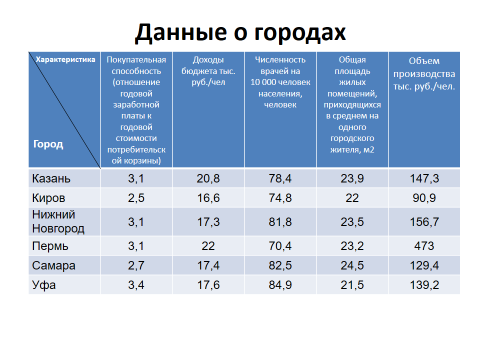 Данные о городах
Характеристика
Город
Покупательная
способность
(отношение
годовой
заработной
платы к
годовой
стоимости
потребительск
ой корзины)
Доходы
бюджета тыс.
руб./чел
Численность
врачей на
10 000 человек
населения,
человек
Общая
площадь
жилых
помещений,
приходящихся
в среднем на
одного
городского
жителя, м2
Объем
производства
тыс. руб./чел.
Казань 3,1 20,8 78,4 23,9 147,3
Киров 2,5 16,6 74,8 22 90,9
Нижний
Новгород 3,1 17,3 81,8 23,5 156,7
Пермь 3,1 22 70,4 23,2 473
Самара 2,7 17,4 82,5 24,5 129,4
Уфа 3,4 17,6 84,9 21,5 139,2